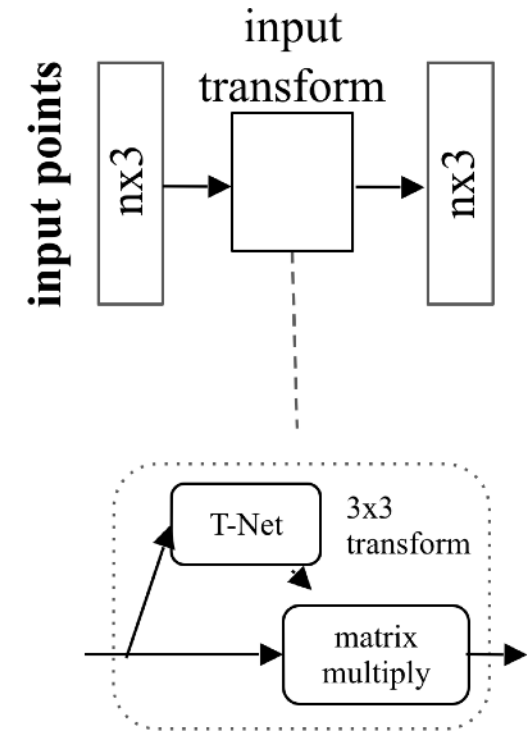 input
transform
input points
nx3
nx3
T-Net
3x3
transform
matrix
multiply